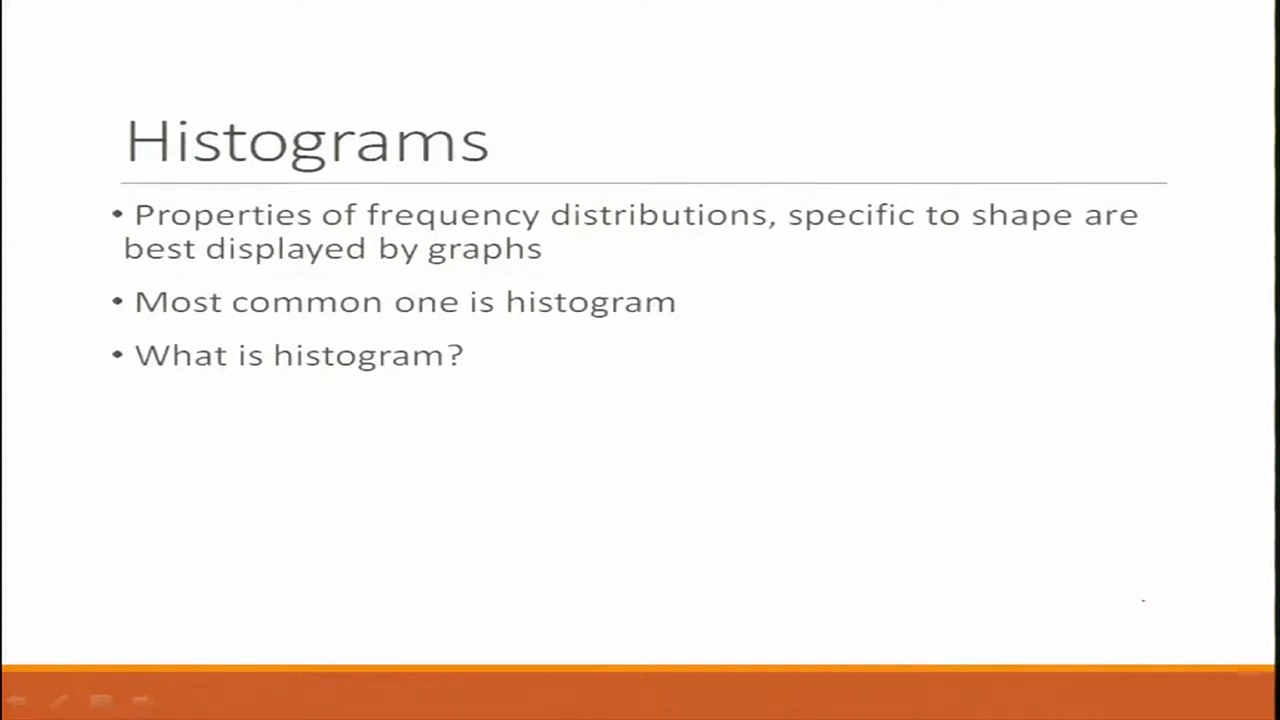 Histograms
• Properties of frequency distributions, specific to shape are
best displayed by graphs
• Most common one is histogram
• What is histogram?